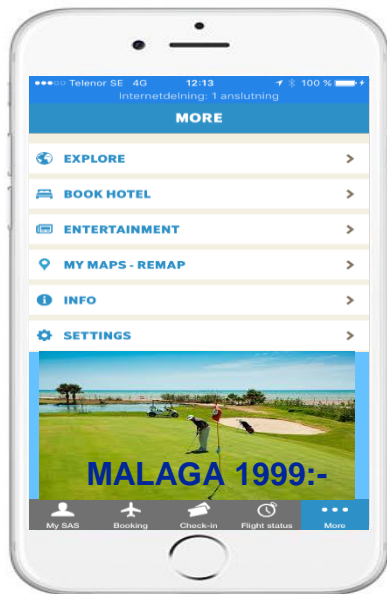 Telenor SE 4G 12:13 100 %
Internetdelning: 1 anslutning
MORE
EXPLORE
BOOK HOTEL
ENTERTAINMENT
MY MAPS - REMAP
INFO
SETTINGS
MALAGA 1999:-
My SAS Booking Check-in Flight status More